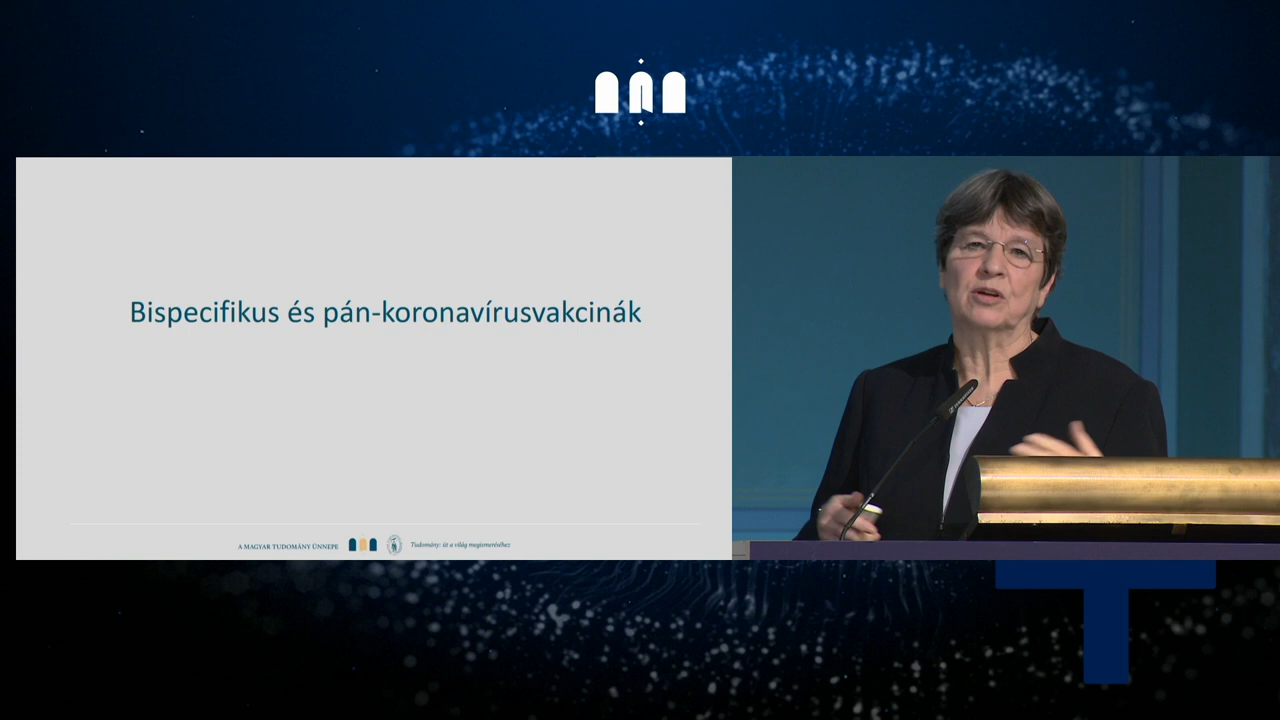 Bispecifikus és pán-koronavírusvakcinák
A MAGYAR TUDOMÁNY ÜNNEPE
Tudomány: út a világ megismeréséhez